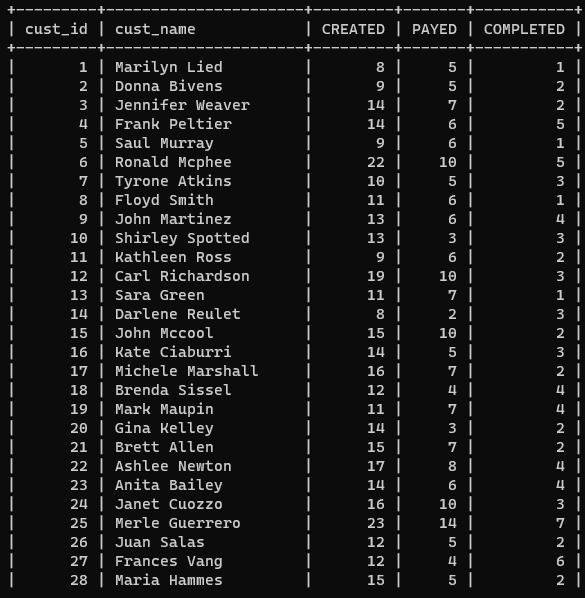 +---------+----------------------+---------+-------+-----------+
| cust_id | cust_name            | CREATED | PAYED | COMPLETED |
+---------+----------------------+---------+-------+-----------+
|       1 | Marilyn Lied         |       8 |     5 |         1 |
|       2 | Donna Bivens         |       9 |     5 |         2 |
|       3 | Jennifer Weaver      |      14 |     7 |         2 |
|       4 | Frank Peltier        |      14 |     6 |         5 |
|       5 | Saul Murray          |       9 |     6 |         1 |
|       6 | Ronald Mcphee        |      22 |    10 |         5 |
|       7 | Tyrone Atkins        |      10 |     5 |         3 |
|       8 | Floyd Smith          |      11 |     6 |         1 |
|       9 | John Martinez        |      13 |     6 |         4 |
|      10 | Shirley Spotted      |      13 |     3 |         3 |
|      11 | Kathleen Ross        |       9 |     6 |         2 |
|      12 | Carl Richardson      |      19 |    10 |         3 |
|      13 | Sara Green           |      11 |     7 |         1 |
|      14 | Darlene Reulet       |       8 |     2 |         3 |
|      15 | John Mccool          |      15 |    10 |         2 |
|      16 | Kate Ciaburri        |      14 |     5 |         3 |
|      17 | Michele Marshall     |      16 |     7 |         2 |
|      18 | Brenda Sissel        |      12 |     4 |         4 |
|      19 | Mark Maupin          |      11 |     7 |         4 |
|      20 | Gina Kelley          |      14 |     3 |         2 |
|      21 | Brett Allen          |      15 |     7 |         2 |
|      22 | Ashlee Newton        |      17 |     8 |         4 |
|      23 | Anita Bailey         |      14 |     6 |         4 |
|      24 | Janet Cuozzo         |      16 |    10 |         3 |
|      25 | Merle Guerrero       |      23 |    14 |         7 |
|      26 | Juan Salas           |      12 |     5 |         2 |
|      27 | Frances Vang         |      12 |     4 |         6 |
|      28 | Maria Hammes         |      15 |     5 |         2 |